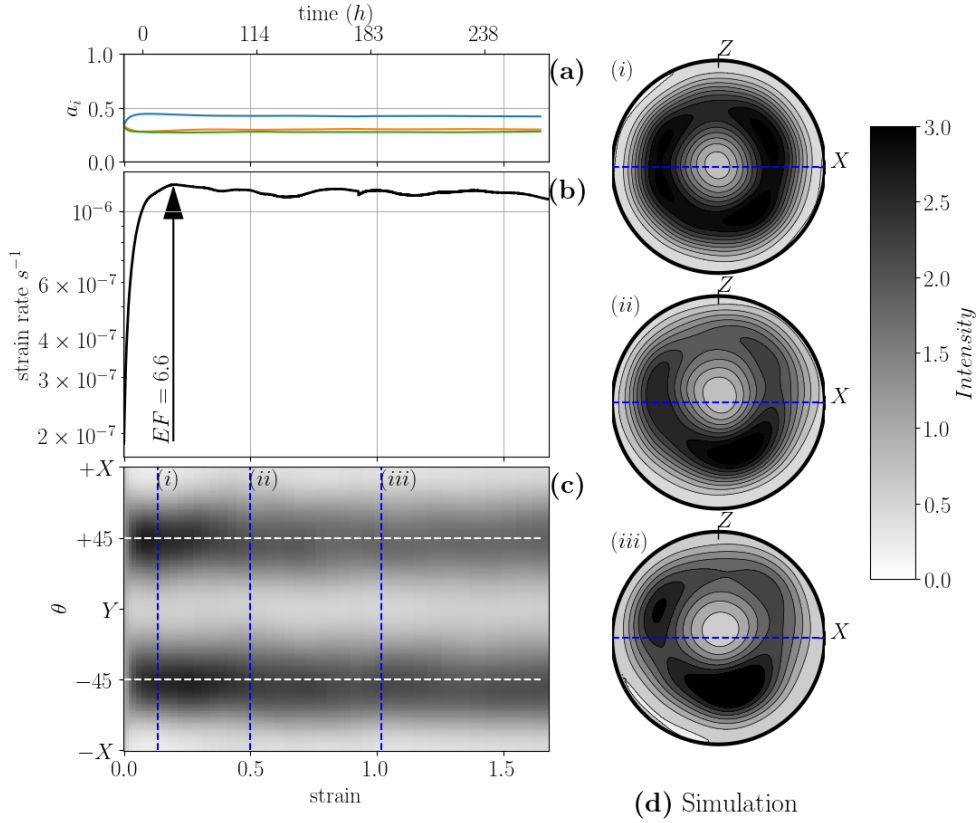 time (h)
0 114 183 238
(a)
a_i
1.0
0.5
0.0
(b)
strain rate s^{-1}
10^{-6}
6 × 10^{-7}
4 × 10^{-7}
3 × 10^{-7}
2 × 10^{-7}
EF = 6.6
(c)
θ
+X
+45
Y
−45
−X
(i) (ii) (iii)
0.0 0.5 1.0 1.5
strain
(i)
Z
X
(ii)
Z
X
(iii)
Z
X
3.0
2.5
2.0
1.5
1.0
0.5
0.0
Intensity
(d) Simulation